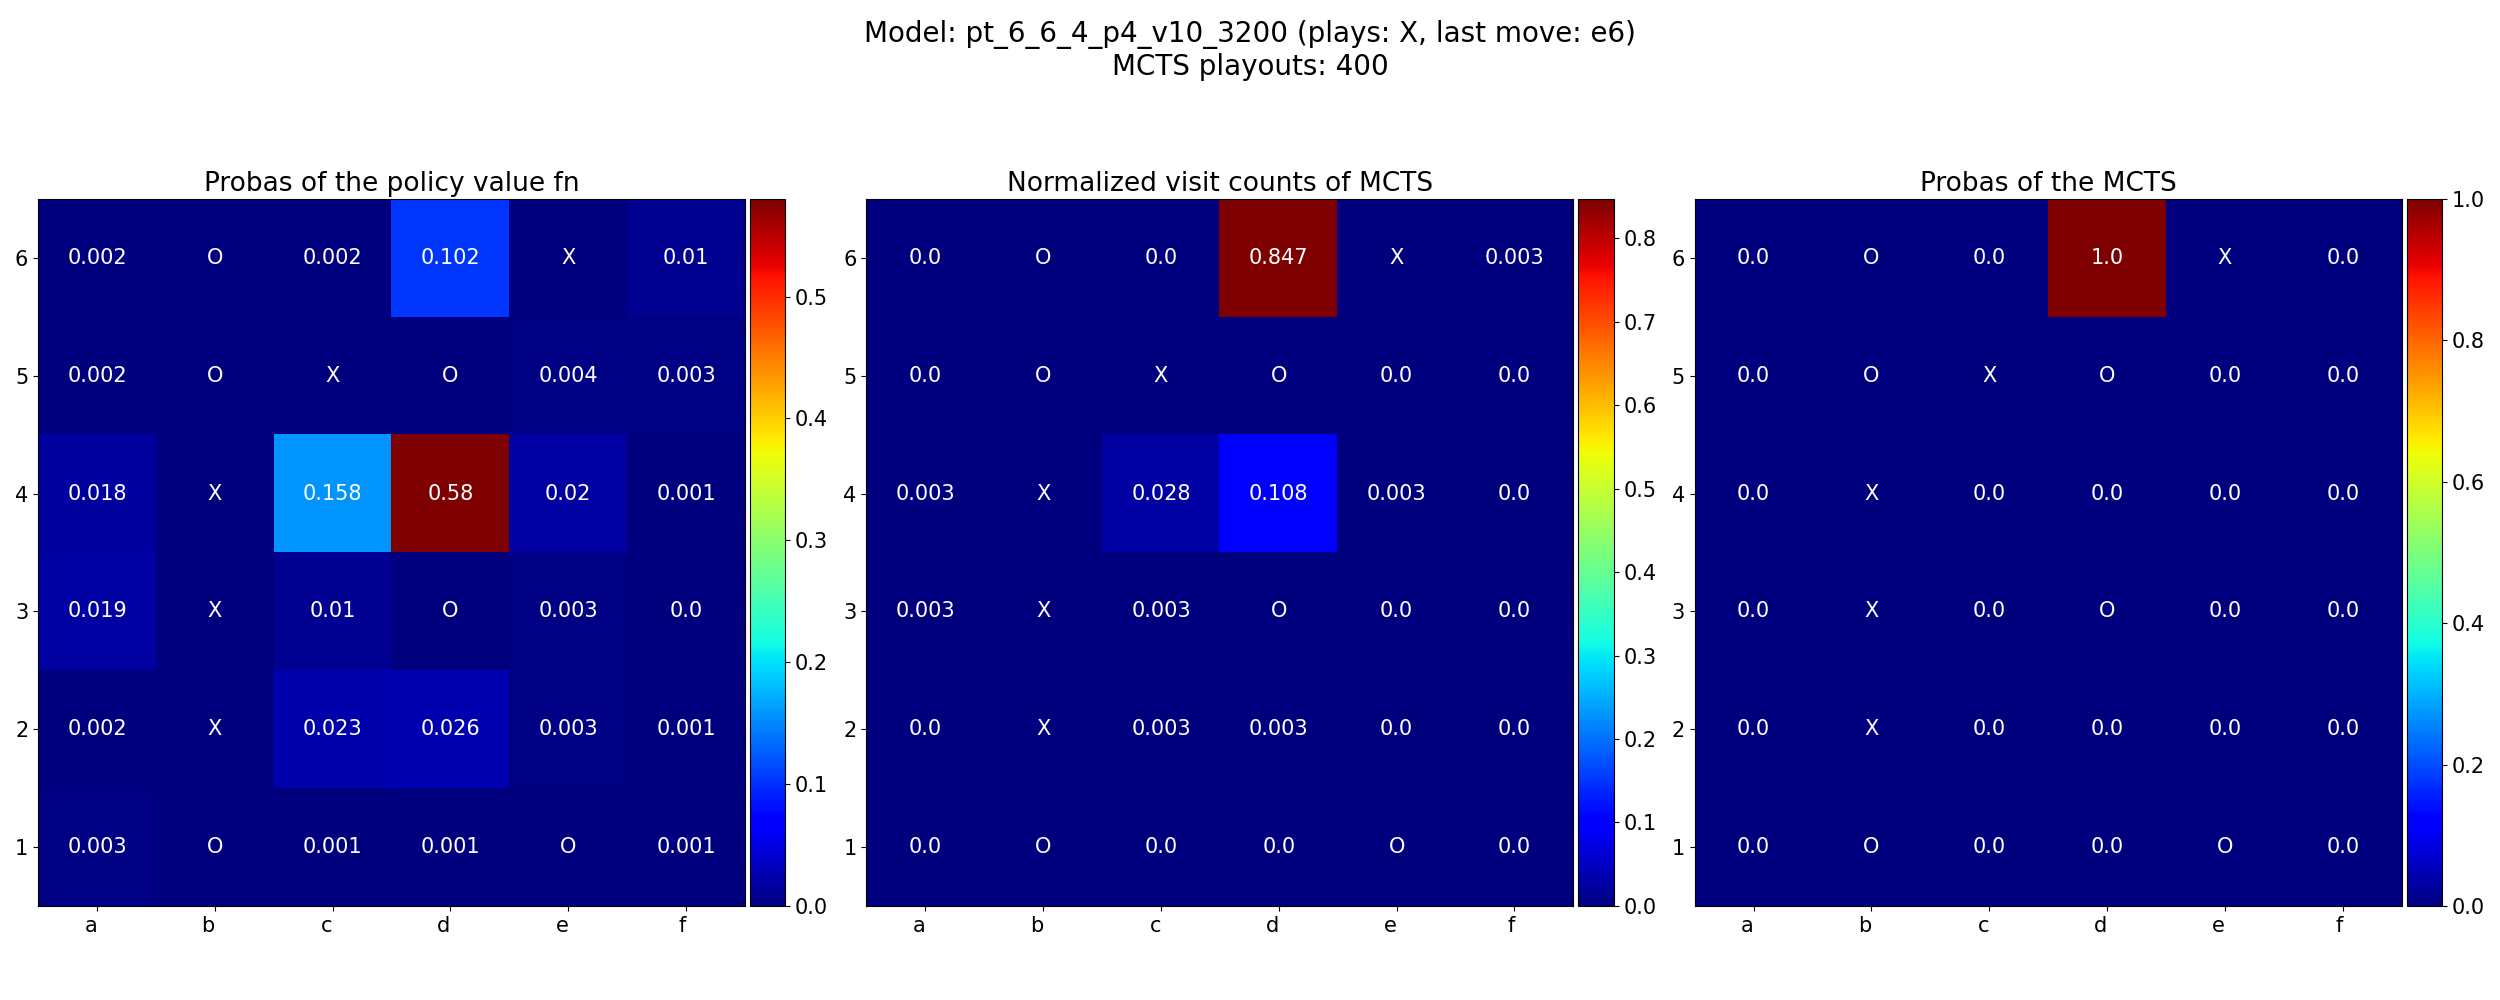 Model: pt_6_6_4_p4_v10_3200 (plays: X, last move: e6)
MCTS playouts: 400
Probas of the policy value fn
6 0.002 O 0.002 0.102 X 0.01
5 0.002 O X O 0.004 0.003
4 0.018 X 0.158 0.58 0.02 0.001
3 0.019 X 0.01 O 0.003 0.0
2 0.002 X 0.023 0.026 0.003 0.001
1 0.003 O 0.001 0.001 O 0.001
a b c d e f
0.5
0.4
0.3
0.2
0.1
0.0
Normalized visit counts of MCTS
6 0.0 O 0.0 0.847 X 0.003
5 0.0 O X O 0.0 0.0
4 0.003 X 0.028 0.108 0.003 0.0
3 0.003 X 0.003 O 0.0 0.0
2 0.0 X 0.003 0.003 0.0 0.0
1 0.0 O 0.0 0.0 O 0.0
a b c d e f
0.8
0.7
0.6
0.5
0.4
0.3
0.2
0.1
0.0
Probas of the MCTS
6 0.0 O 0.0 1.0 X 0.0
5 0.0 O X O 0.0 0.0
4 0.0 X 0.0 0.0 0.0 0.0
3 0.0 X 0.0 O 0.0 0.0
2 0.0 X 0.0 0.0 0.0 0.0
1 0.0 O 0.0 0.0 O 0.0
a b c d e f
1.0
0.8
0.6
0.4
0.2
0.0